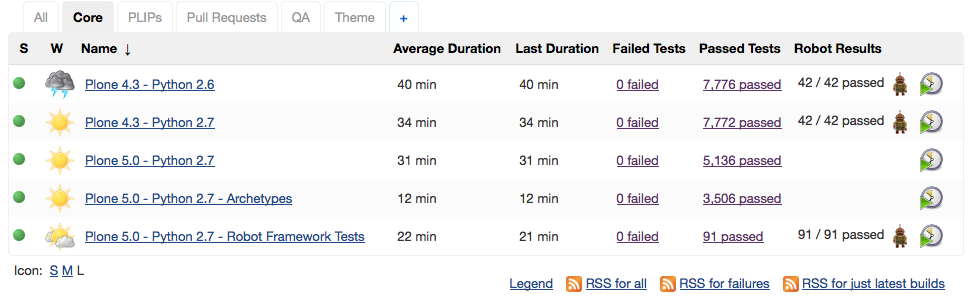 All Core PLIPs Pull Requests QA Theme +
S W Name ↓ Average Duration Last Duration Failed Tests Passed Tests Robot Results
Plone 4.3 - Python 2.6 40 min 40 min 0 failed 7,776 passed 42 / 42 passed
Plone 4.3 - Python 2.7 34 min 34 min 0 failed 7,772 passed 42 / 42 passed
Plone 5.0 - Python 2.7 31 min 31 min 0 failed 5,136 passed
Plone 5.0 - Python 2.7 - Archetypes 12 min 12 min 0 failed 3,506 passed
Plone 5.0 - Python 2.7 - Robot Framework Tests 22 min 21 min 0 failed 91 passed 91 / 91 passed
Icon: S M L
Legend RSS for all RSS for failures RSS for just latest builds